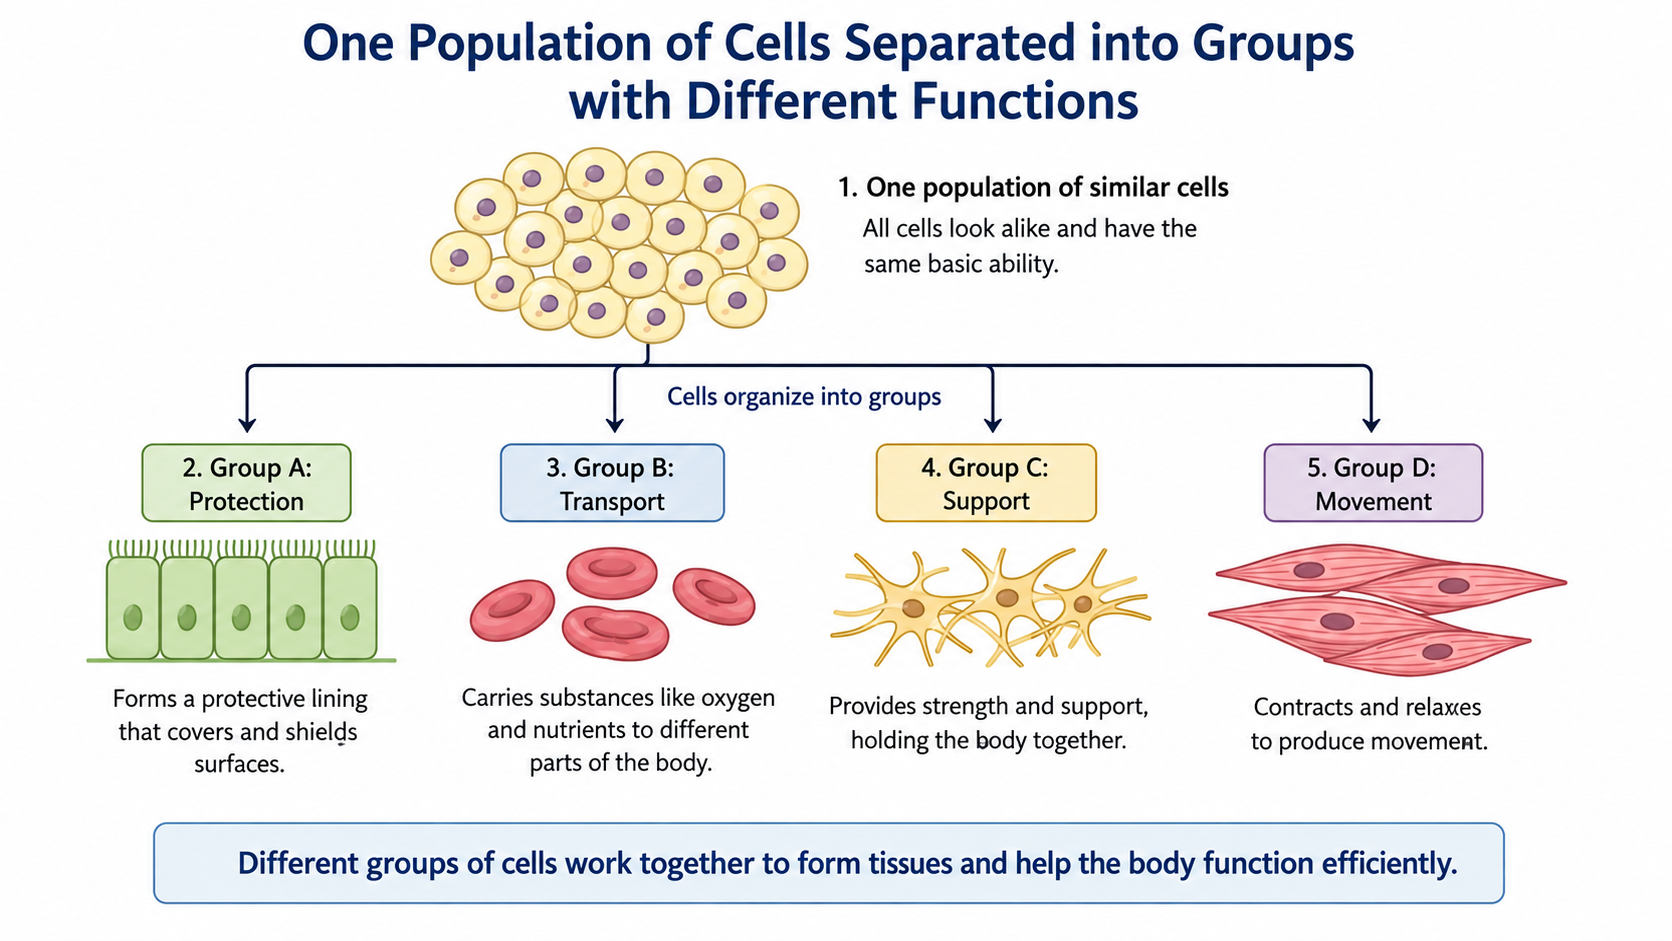 One Population of Cells Separated into Groups
with Different Functions
1. One population of similar cells
All cells look alike and have the
same basic ability.
Cells organize into groups
2. Group A:
Protection
3. Group B:
Transport
4. Group C:
Support
5. Group D:
Movement
Forms a protective lining
that covers and shields
surfaces.
Carries substances like oxygen
and nutrients to different
parts of the body.
Provides strength and support,
holding the body together.
Contracts and relaxes
to produce movement.
Different groups of cells work together to form tissues and help the body function efficiently.